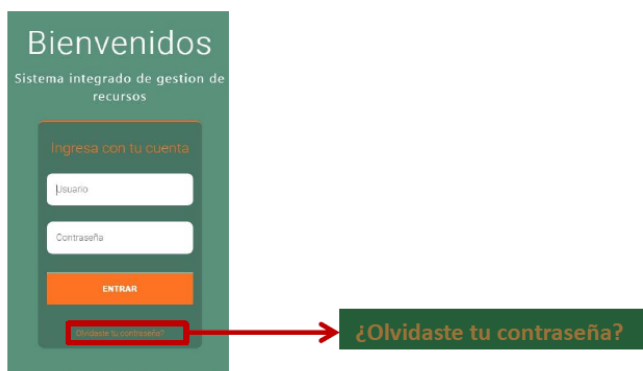 Bienvenidos
Sistema integrado de gestion de
recursos
Ingresa con tu cuenta
Usuario
Contraseña
ENTRAR
Olvidaste tu contraseña?
¿Olvidaste tu contraseña?